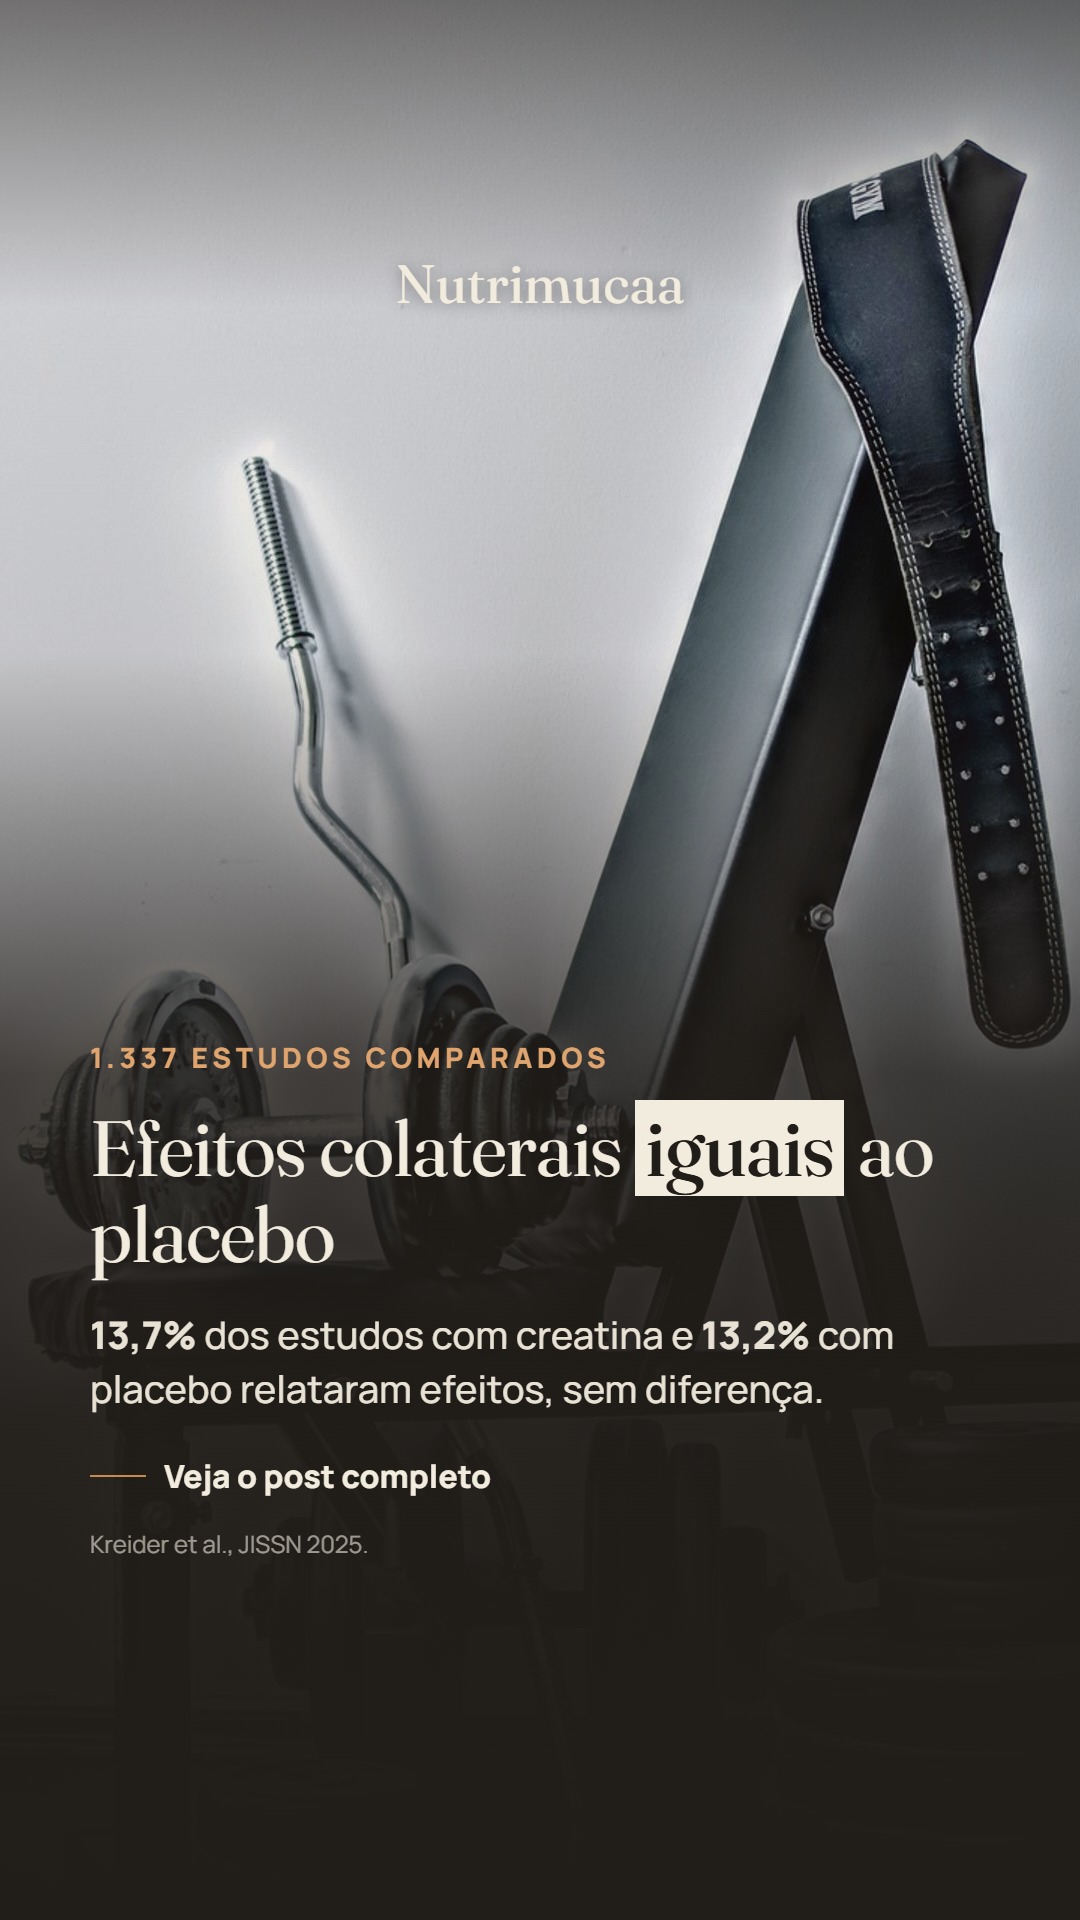 GYM
Nutrimucaa
1.337 ESTUDOS COMPARADOS
Efeitos colaterais iguais ao
placebo
13,7% dos estudos com creatina e 13,2% com
placebo relataram efeitos, sem diferença.
Veja o post completo
Kreider et al., JISSN 2025.